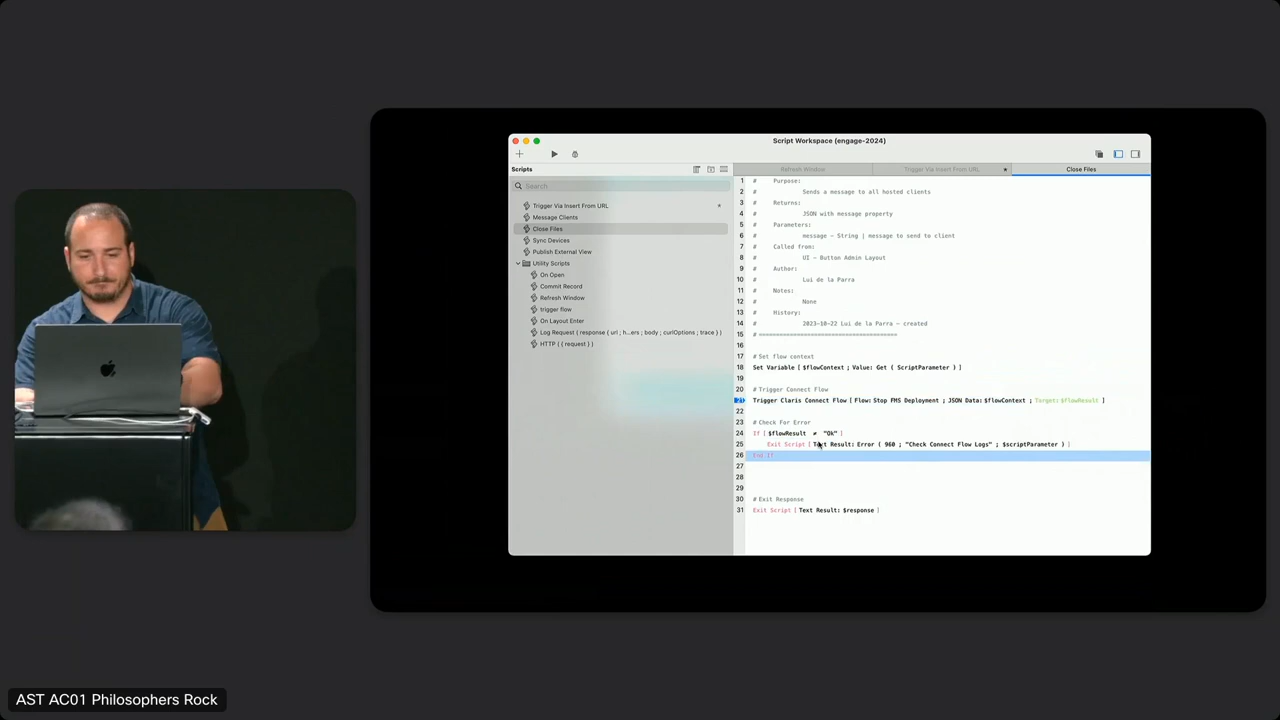 Script Workspace (engage-2024)
Scripts
Refresh Window
Trigger Via Insert From URL
Close Files
Search
Trigger Via Insert From URL
Message Clients
Close Files
Sync Devices
Publish External View
Utility Scripts
On Open
Commit Record
Refresh Window
trigger flow
On Layout Enter
Log Request ( response { url ; h...ers ; body ; curlOptions ; trace } )
HTTP ( { request } )
1 # Purpose:
2 # Sends a message to all hosted clients
3 # Returns:
4 # JSON with message property
5 # Parameters:
6 # message - String | message to send to client
7 # Called from:
8 # UI - Button Admin Layout
9 # Author:
10 # Lui de la Parra
11 # Notes:
12 # None
13 # History:
14 # 2023-10-22 Lui de la Parra - created
15 # =====================================
16
17 # Set flow context
18 Set Variable [ $flowContext ; Value: Get ( ScriptParameter ) ]
19
20 # Trigger Connect Flow
21 Trigger Claris Connect Flow [ Flow: Stop FMS Deployment ; JSON Data: $flowContext ; Target: $flowResult ]
22
23 # Check For Error
24 If [ $flowResult ≠ "Ok" ]
25 Exit Script [ Text Result: Error ( 960 ; "Check Connect Flow Logs" ; $scriptParameter ) ]
26 End If
27
28
29
30 # Exit Response
31 Exit Script [ Text Result: $response ]
AST AC01 Philosophers Rock